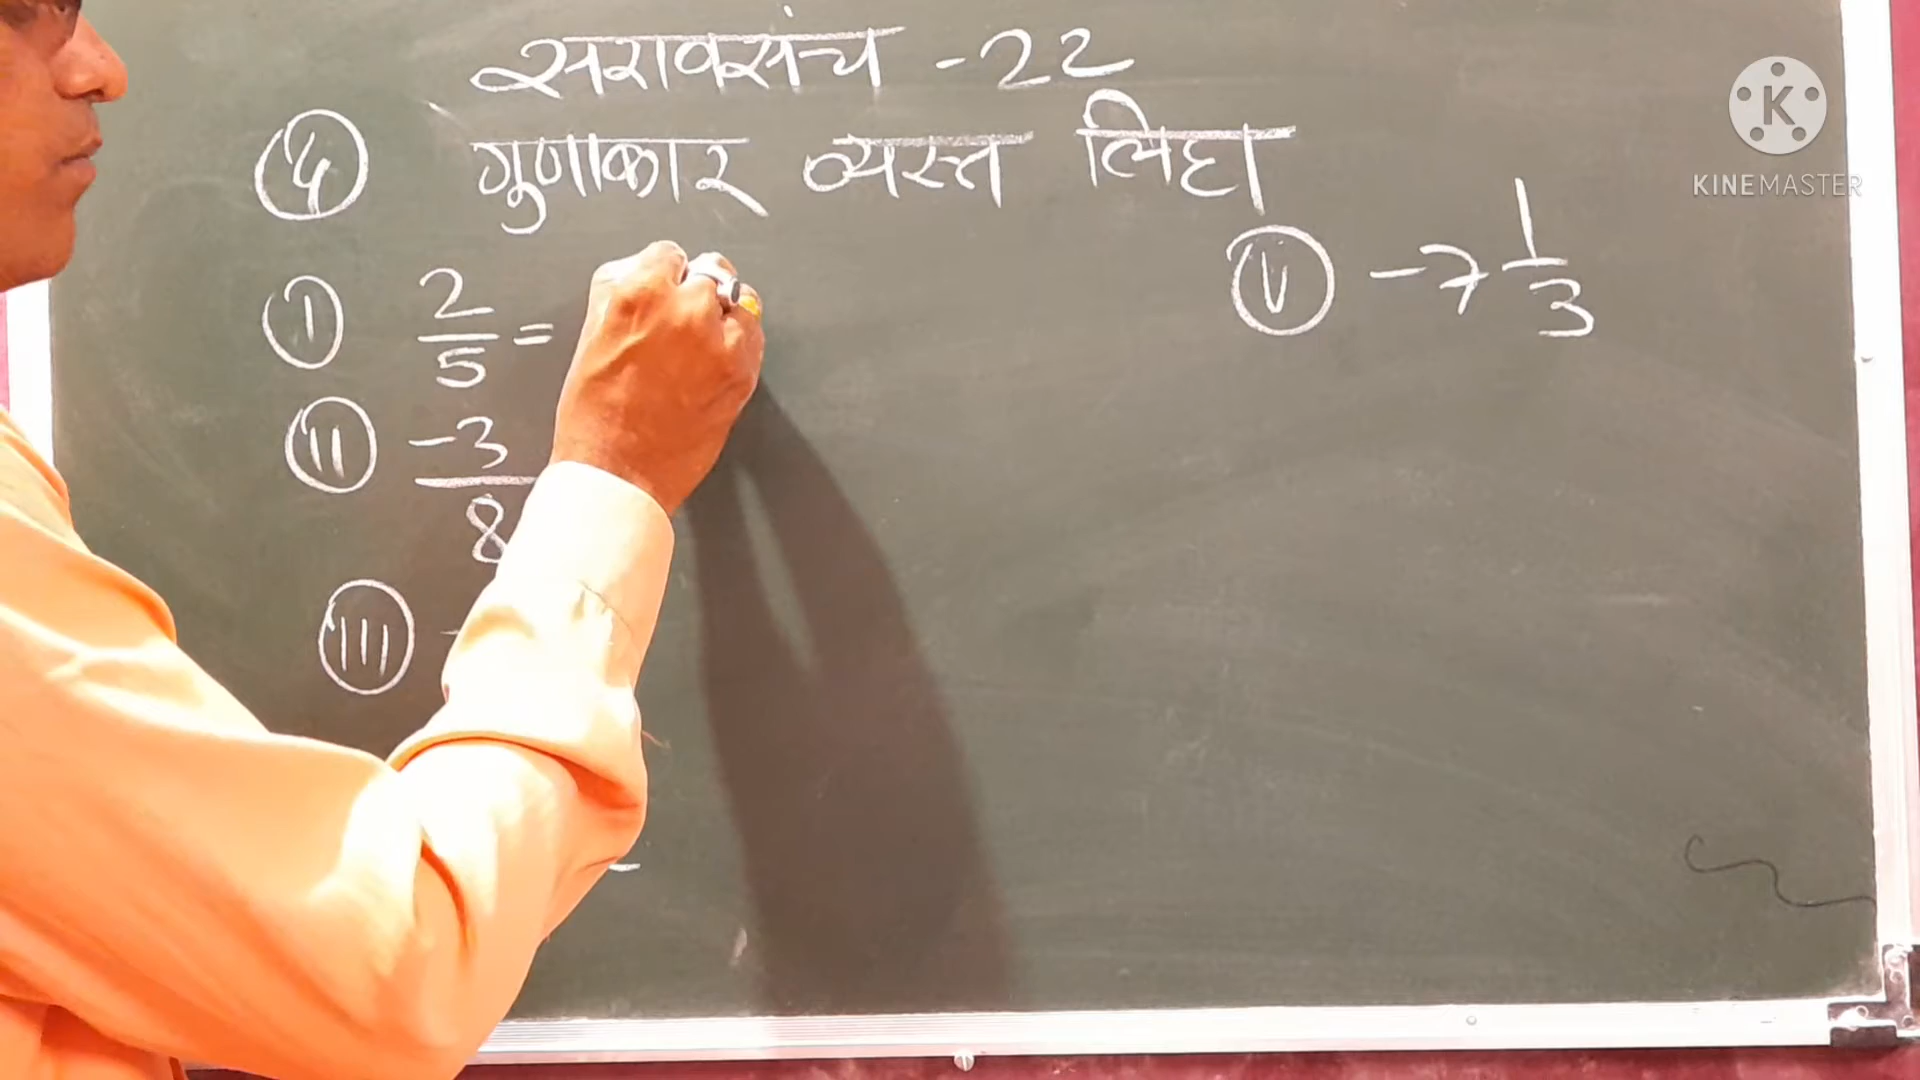 सरावसंच - 22
५ गुणाकार व्यस्त लिहा
(I) 2/5 =
(II) -3/8
(III) -
(V) -7 1/3
K
KINEMASTER